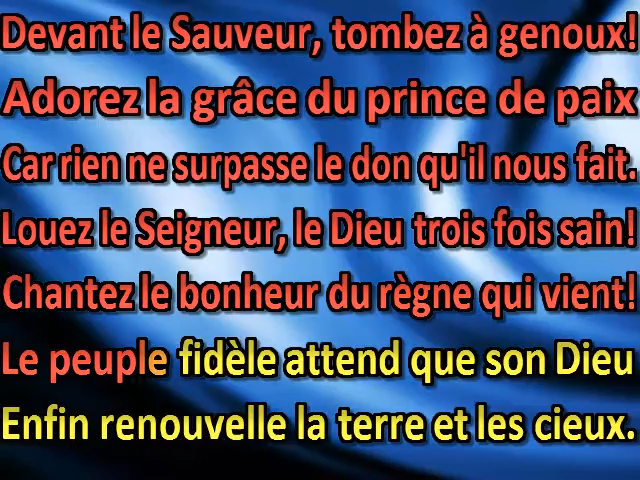 Devant le Sauveur, tombez à genoux!
Adorez la grâce du prince de paix
Car rien ne surpasse le don qu'il nous fait.
Louez le Seigneur, le Dieu trois fois sain!
Chantez le bonheur du règne qui vient!
Le peuple fidèle attend que son Dieu
Enfin renouvelle la terre et les cieux.